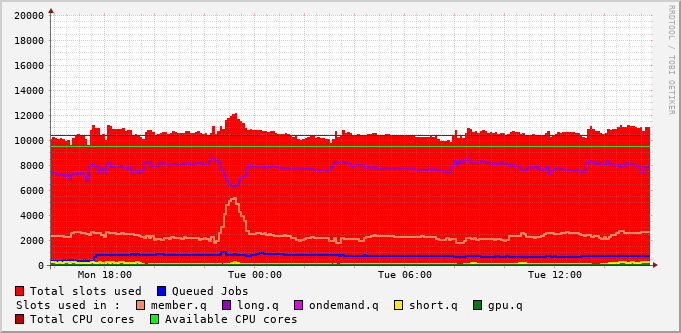 20000
18000
16000
14000
12000
10000
8000
6000
4000
2000
0
Mon 18:00 Tue 00:00 Tue 06:00 Tue 12:00
RRDTOOL / TOBI OETIKER
Total slots used Queued Jobs
Slots used in : member.q long.q ondemand.q short.q gpu.q
Total CPU cores Available CPU cores